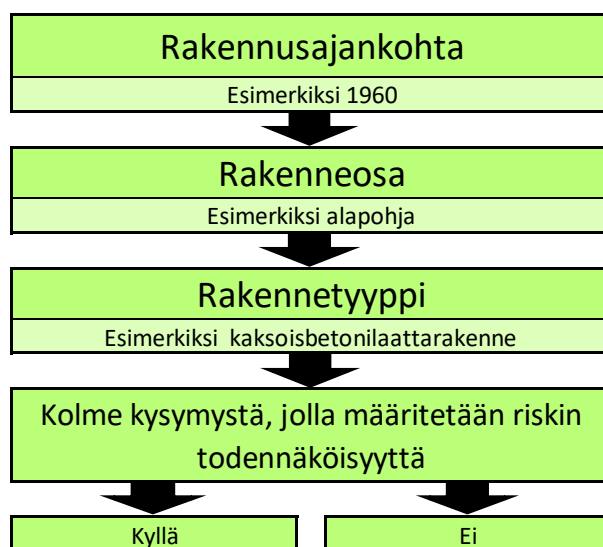 Rakennusajankohta
Esimerkiksi 1960
Rakenneosa
Esimerkiksi alapohja
Rakennetyyppi
Esimerkiksi kaksoisbetonilaattarakenne
Kolme kysymystä, jolla määritetään riskin
todennäköisyyttä
Kyllä
Ei